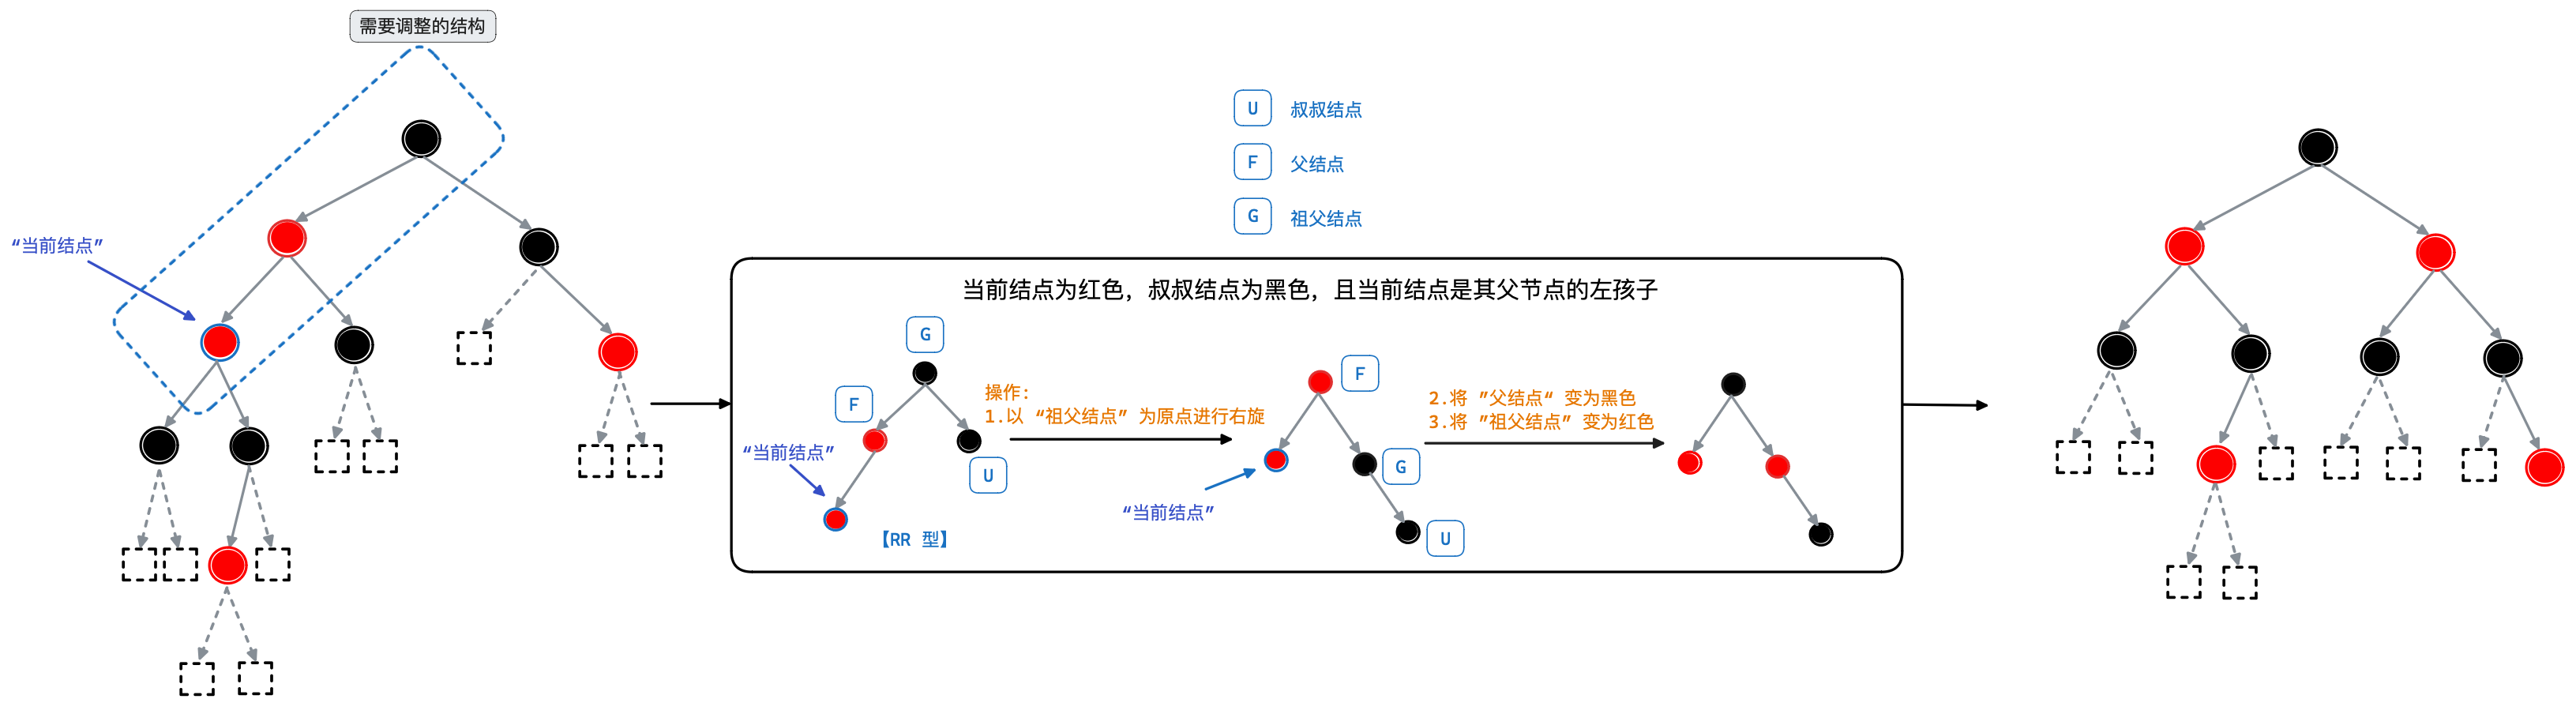 需要调整的结构
“当前结点”
U 叔叔结点
F 父结点
G 祖父结点
当前结点为红色，叔叔结点为黑色，且当前结点是其父节点的左孩子
G
F
U
“当前结点”
【RR 型】
操作：
1.以 “祖父结点” 为原点进行右旋
F
G
U
“当前结点”
2.将 ”父结点“ 变为黑色
3.将 ”祖父结点” 变为红色